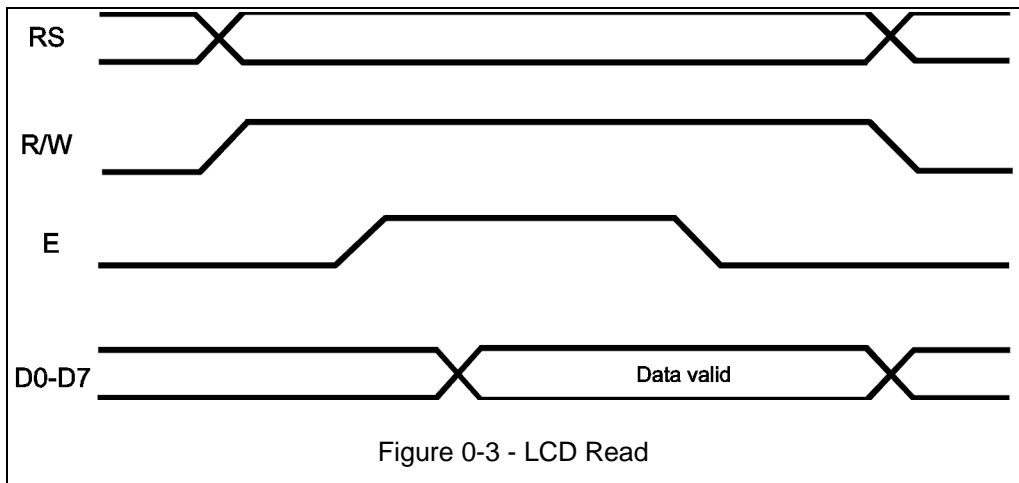 RS
R/W
E
D0-D7
Data valid
Figure 0-3 - LCD Read